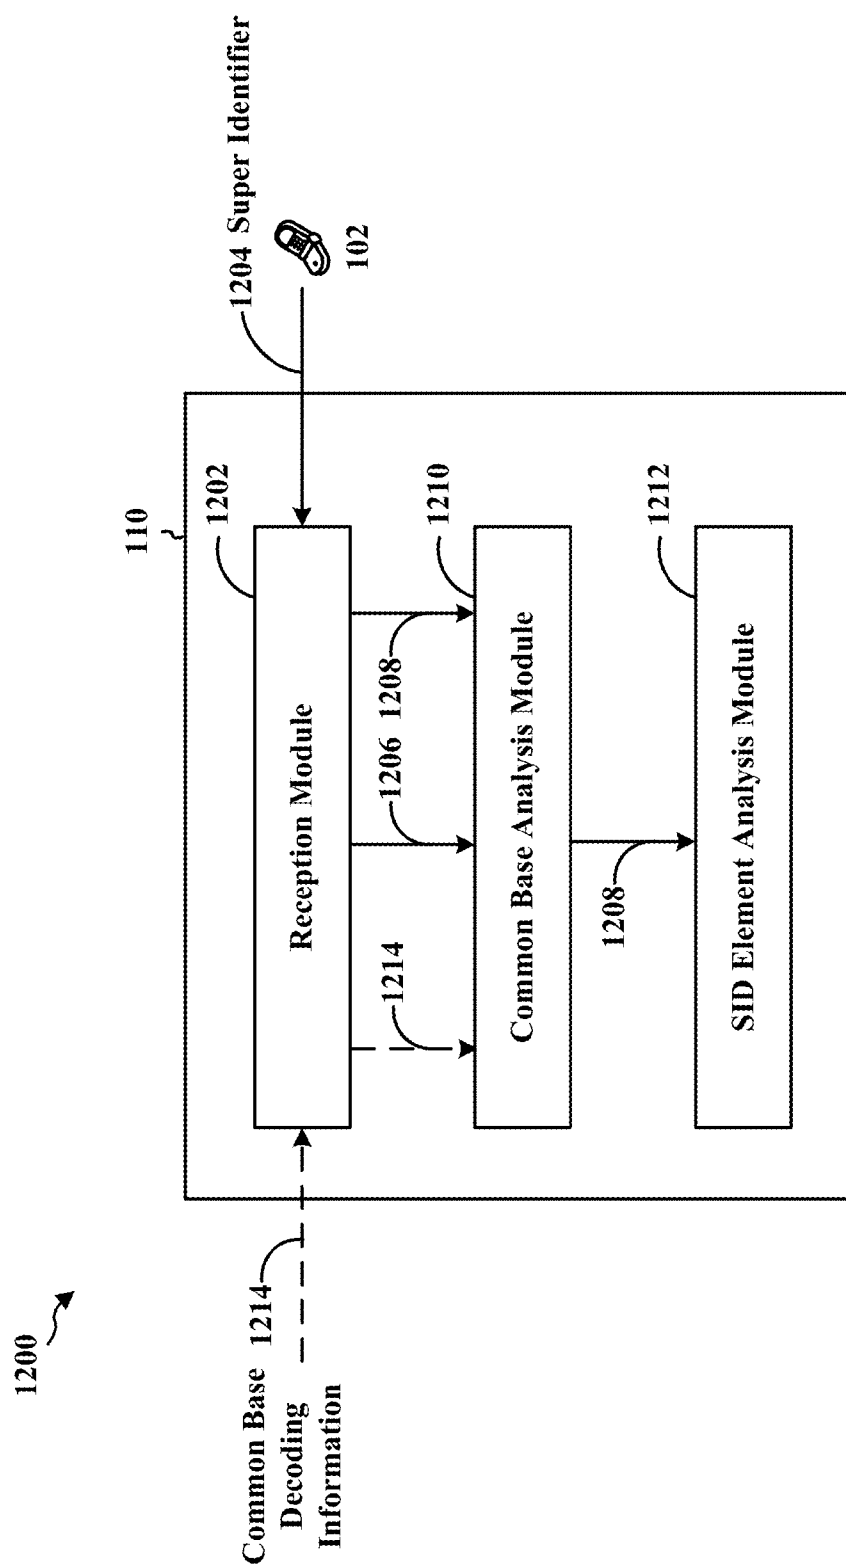 1200
110
1202
1204 Super Identifier
102
Common Base
1214
Decoding
Information
Reception Module
1214
1206
1208
1210
Common Base Analysis Module
1208
1212
SID Element Analysis Module